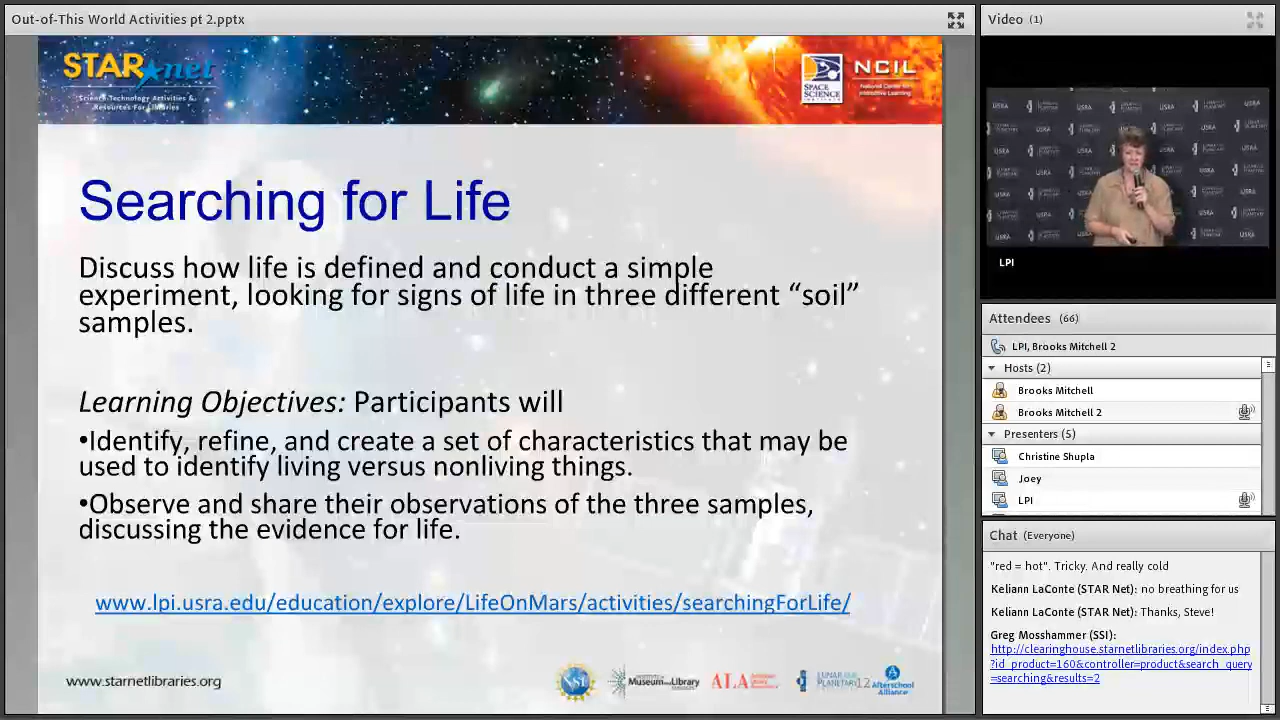 Out-of-This World Activities pt 2.pptx
STAR net
Science-Technology Activities &
Resources For Libraries
SPACE
SCIENCE
INSTITUTE
NCIL
National Center for
Interactive Learning
Searching for Life
Discuss how life is defined and conduct a simple
experiment, looking for signs of life in three different “soil”
samples.
Learning Objectives: Participants will
•Identify, refine, and create a set of characteristics that may be
used to identify living versus nonliving things.
•Observe and share their observations of the three samples,
discussing the evidence for life.
www.lpi.usra.edu/education/explore/LifeOnMars/activities/searchingForLife/
www.starnetlibraries.org
NSF
Museum and Library
ALA
LUNAR AND
PLANETARY
12
Afterschool
Alliance
Video (1)
USRA
LPI
Attendees (66)
LPI, Brooks Mitchell 2
Hosts (2)
Brooks Mitchell
Brooks Mitchell 2
Presenters (5)
Christine Shupla
Joey
LPI
Chat (Everyone)
"red = hot". Tricky. And really cold
Keliann LaConte (STAR Net): no breathing for us
Keliann LaConte (STAR Net): Thanks, Steve!
Greg Mosshammer (SSI):
http://clearinghouse.starnetlibraries.org/index.php
?id_product=160&controller=product&search_query
=searching&results=2